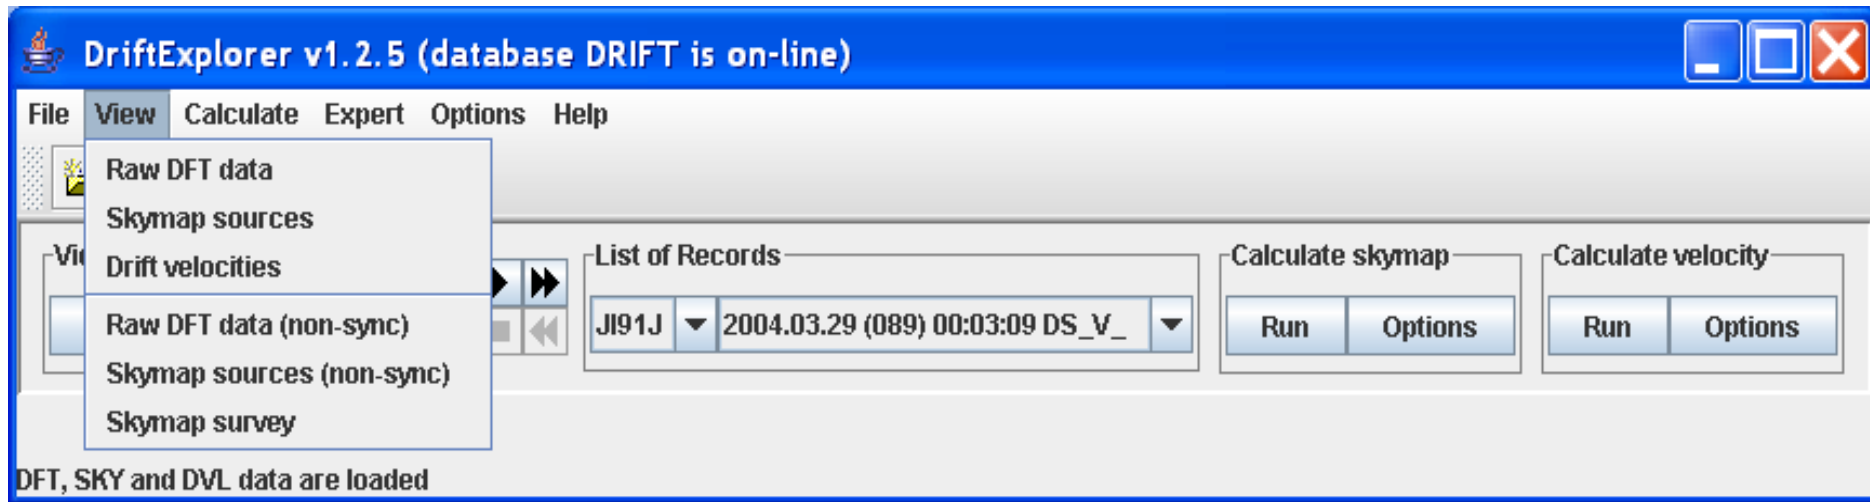 DriftExplorer v1.2.5 (database DRIFT is on-line)
File View Calculate Expert Options Help
Raw DFT data
Skymap sources
Drift velocities
Raw DFT data (non-sync)
Skymap sources (non-sync)
Skymap survey
List of Records
JI91J 2004.03.29 (089) 00:03:09 DS_V_
Calculate skymap
Run Options
Calculate velocity
Run Options
DFT, SKY and DVL data are loaded